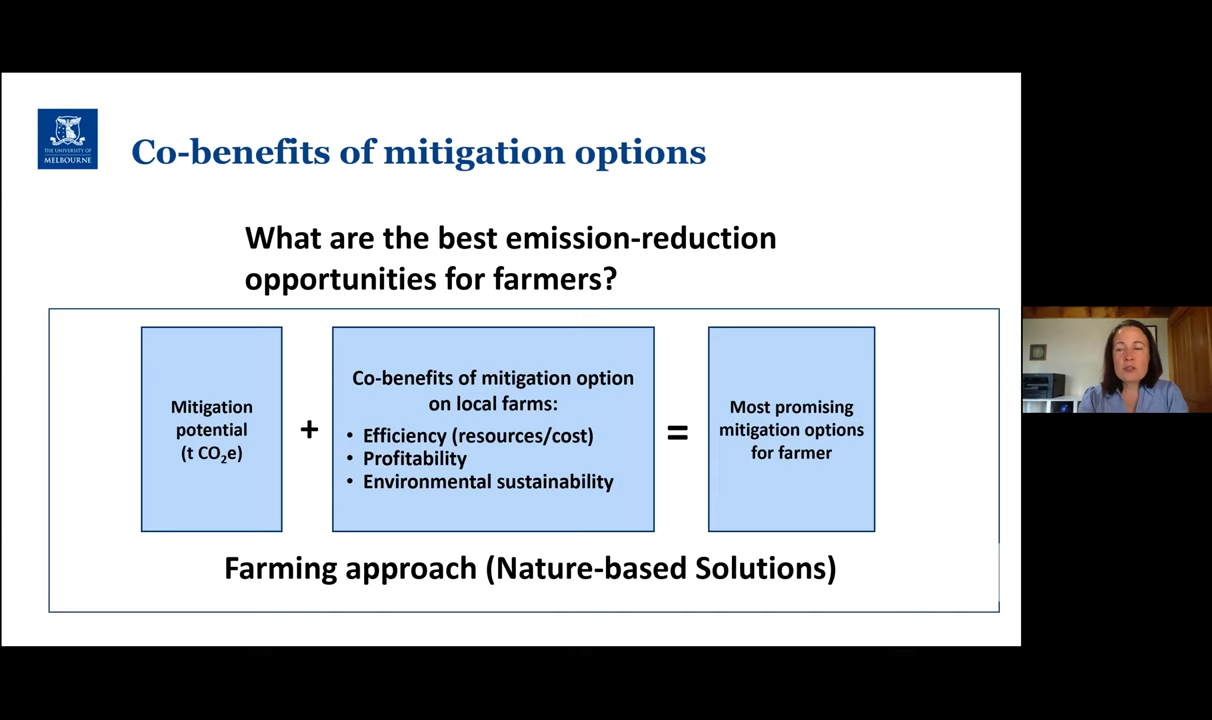 THE UNIVERSITY OF
MELBOURNE
Co-benefits of mitigation options
What are the best emission-reduction
opportunities for farmers?
Mitigation
potential
(t CO₂e)
+
Co-benefits of mitigation option
on local farms:
• Efficiency (resources/cost)
• Profitability
• Environmental sustainability
=
Most promising
mitigation options
for farmer
Farming approach (Nature-based Solutions)